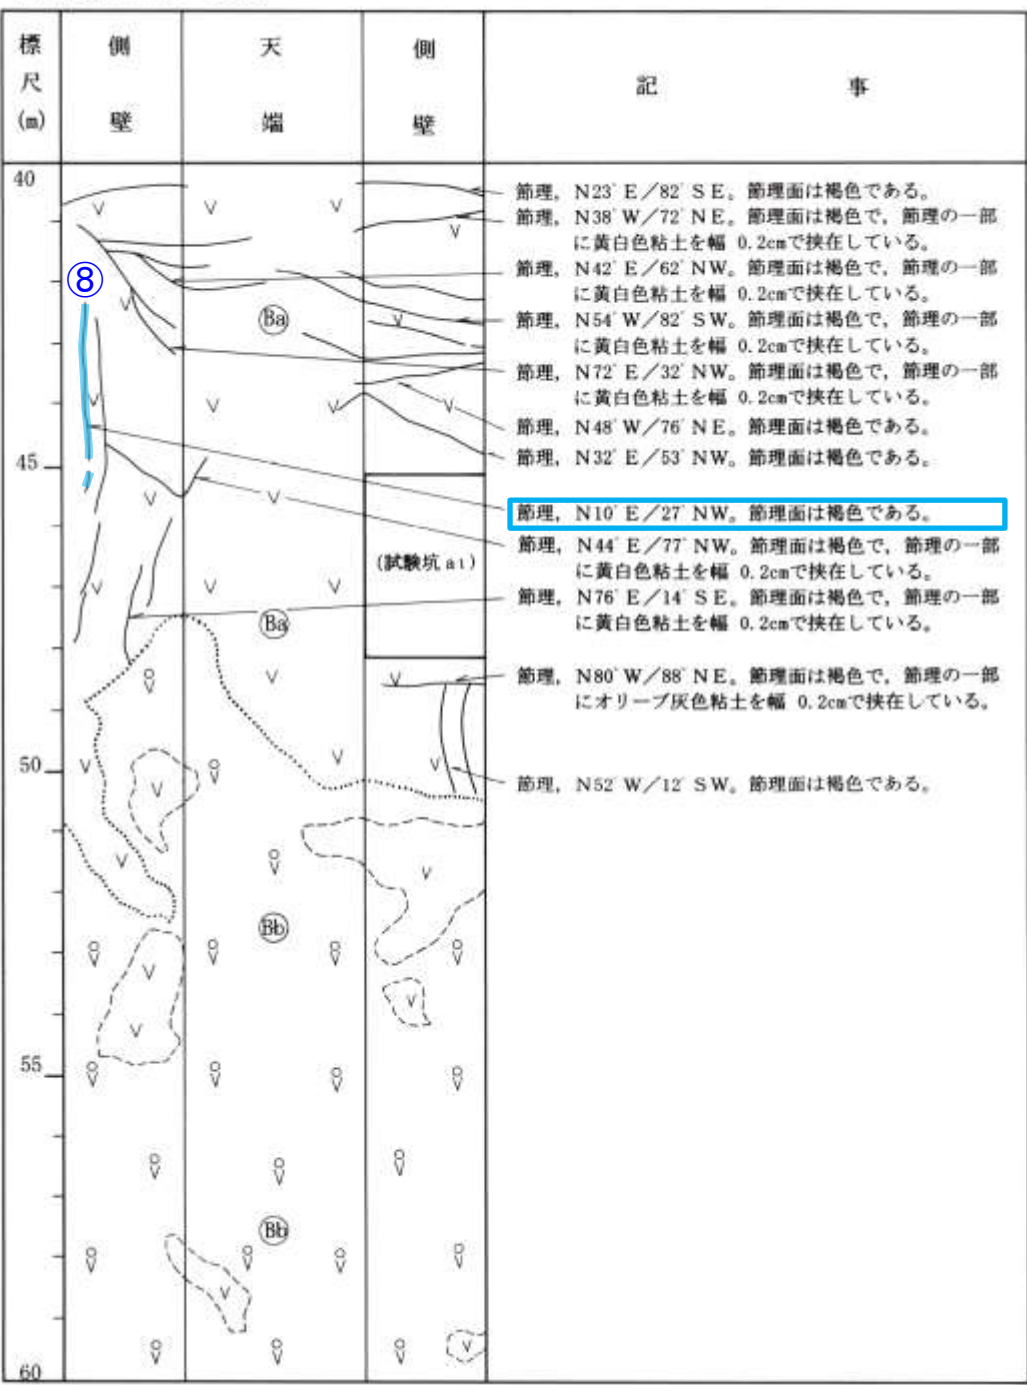 標尺(m)
側壁
天端
側壁
記事
40
節理, N23°E/82°SE。節理面は褐色である。
節理, N38°W/72°NE。節理面は褐色で, 節理の一部
に黄白色粘土を幅 0.2cmで挟在している。
⑧
節理, N42°E/62°NW。節理面は褐色で, 節理の一部
に黄白色粘土を幅 0.2cmで挟在している。
Ba
節理, N54°W/82°SW。節理面は褐色で, 節理の一部
に黄白色粘土を幅 0.2cmで挟在している。
節理, N72°E/32°NW。節理面は褐色で, 節理の一部
に黄白色粘土を幅 0.2cmで挟在している。
節理, N48°W/76°NE。節理面は褐色である。
節理, N32°E/53°NW。節理面は褐色である。
45
節理, N10°E/27°NW。節理面は褐色である。
節理, N44°E/77°NW。節理面は褐色で, 節理の一部
に黄白色粘土を幅 0.2cmで挟在している。
(試験坑a1)
節理, N76°E/14°SE。節理面は褐色で, 節理の一部
に黄白色粘土を幅 0.2cmで挟在している。
Ba
節理, N80°W/88°NE。節理面は褐色で, 節理の一部
にオリーブ灰色粘土を幅 0.2cmで挟在している。
50
節理, N52°W/12°SW。節理面は褐色である。
Bb
55
Bb
60